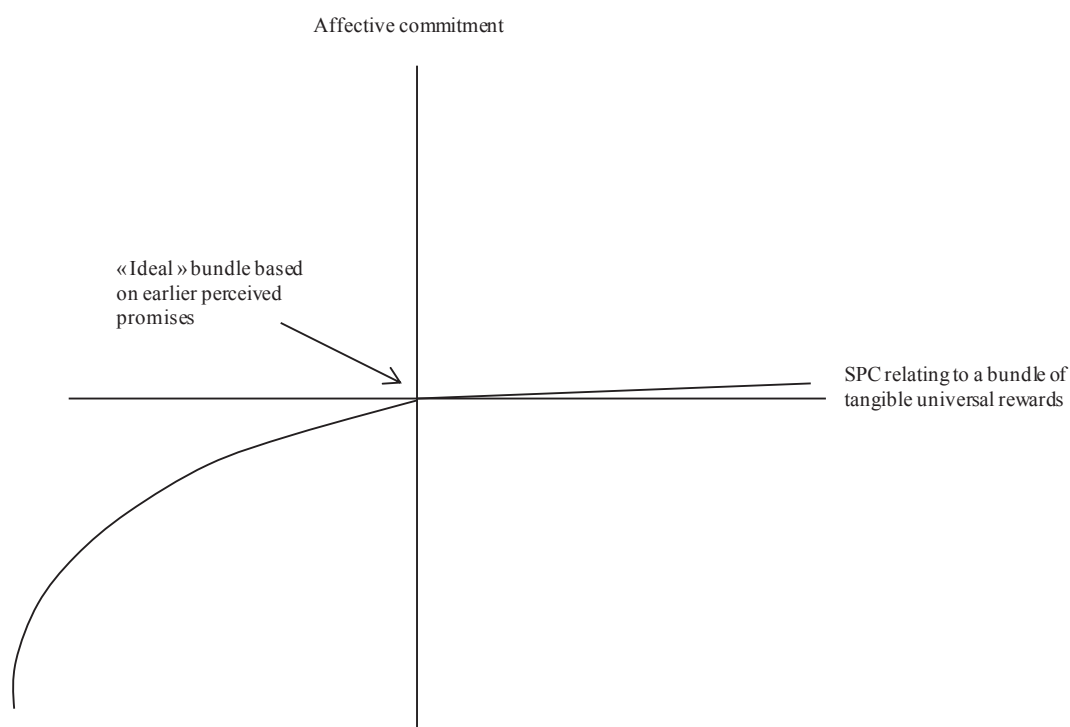 Affective commitment
«Ideal» bundle based
on earlier perceived
promises
SPC relating to a bundle of
tangible universal rewards